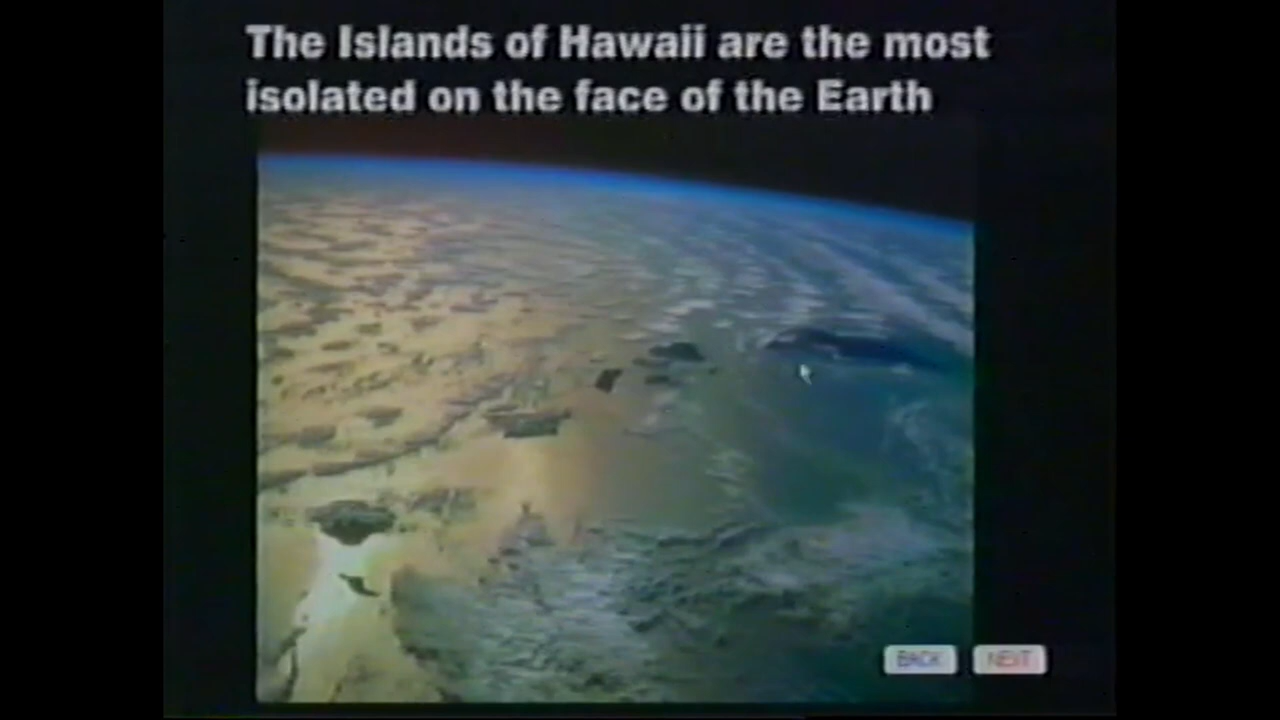 The Islands of Hawaii are the most
isolated on the face of the Earth
BACK
NEXT